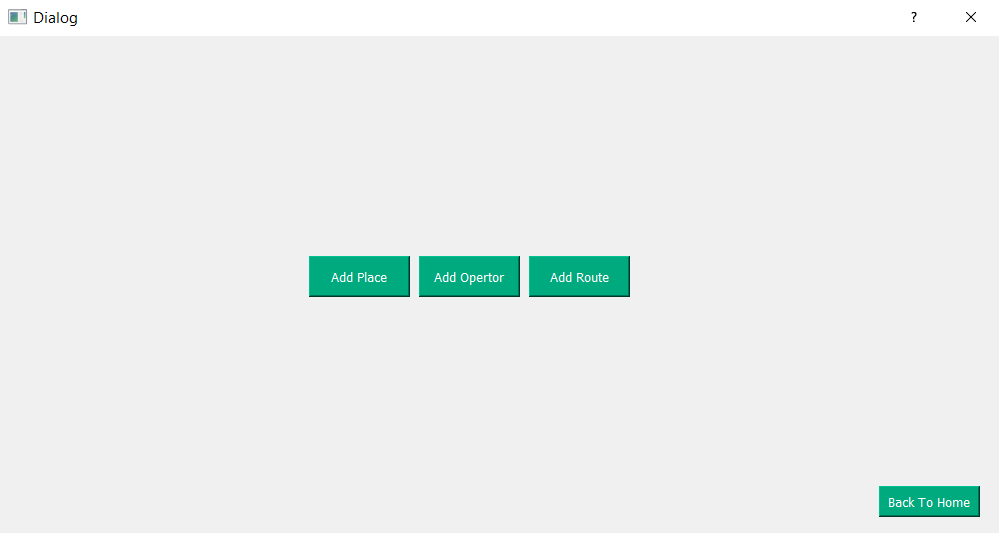 Dialog
?
Add Place
Add Opertor
Add Route
Back To Home